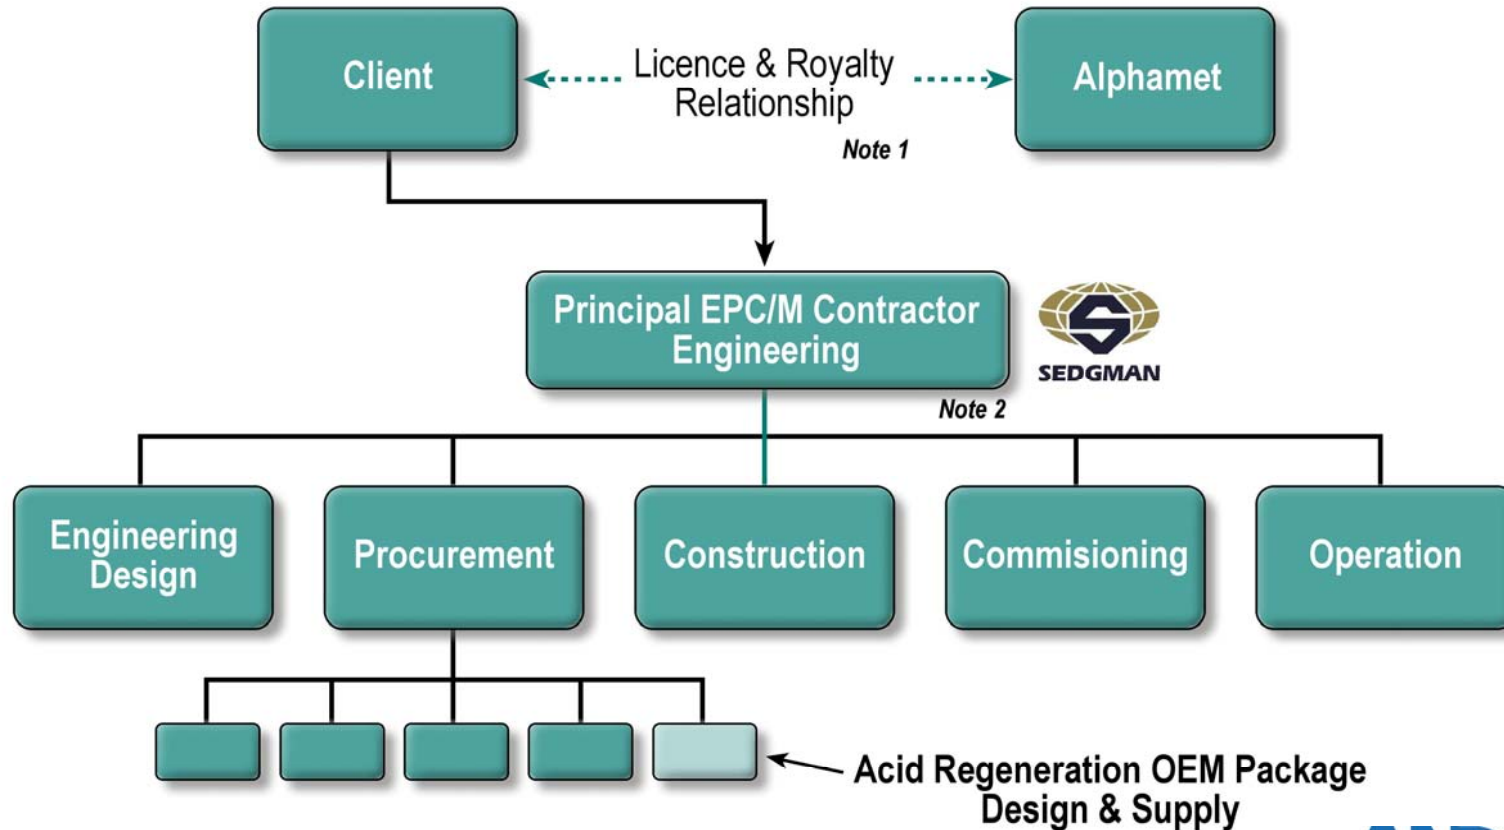 Client
Licence & Royalty
Relationship
Alphamet
Note 1
Principal EPC/M Contractor
Engineering
SEDGMAN
Note 2
Engineering
Design
Procurement
Construction
Commisioning
Operation
Acid Regeneration OEM Package
Design & Supply